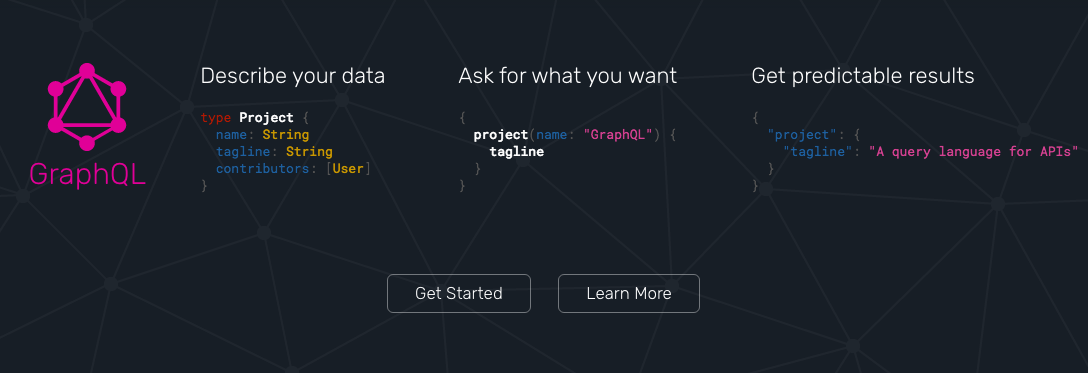 GraphQL
Describe your data
type Project {
  name: String
  tagline: String
  contributors: [User]
}
Ask for what you want
{
  project(name: "GraphQL") {
    tagline
  }
}
Get predictable results
{
  "project": {
    "tagline": "A query language for APIs"
  }
}
Get Started
Learn More